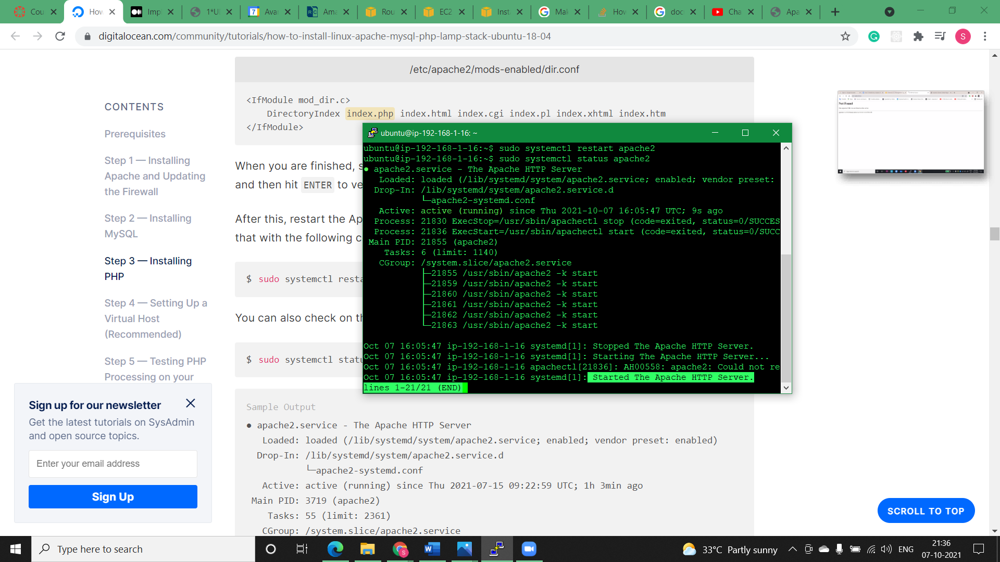 Cou
How
Imp
1*U
7 Ava
RC Ama
Rou
EC2
Inst
Mak
How
doc
Cha
Apa
digitalocean.com/community/tutorials/how-to-install-linux-apache-mysql-php-lamp-stack-ubuntu-18-04
S
/etc/apache2/mods-enabled/dir.conf
<IfModule mod_dir.c>
DirectoryIndex index.php index.html index.cgi index.pl index.xhtml index.htm
</IfModule>
CONTENTS
Prerequisites
Step 1 — Installing
Apache and Updating
the Firewall
Step 2 — Installing
MySQL
Step 3 — Installing
PHP
Step 4 — Setting Up a
Virtual Host
(Recommended)
Step 5 — Testing PHP
Processing on your
When you are finished, s
and then hit ENTER to ve
After this, restart the Ap
that with the following c
$ sudo systemctl resta
You can also check on th
$ sudo systemctl statu
ubuntu@ip-192-168-1-16: ~
ubuntu@ip-192-168-1-16:~$ sudo systemctl restart apache2
ubuntu@ip-192-168-1-16:~$ sudo systemctl status apache2
● apache2.service - The Apache HTTP Server
Loaded: loaded (/lib/systemd/system/apache2.service; enabled; vendor preset:
Drop-In: /lib/systemd/system/apache2.service.d
└─apache2-systemd.conf
Active: active (running) since Thu 2021-10-07 16:05:47 UTC; 9s ago
Process: 21830 ExecStop=/usr/sbin/apachectl stop (code=exited, status=0/SUCCES
Process: 21836 ExecStart=/usr/sbin/apachectl start (code=exited, status=0/SUCC
Main PID: 21855 (apache2)
Tasks: 6 (limit: 1140)
CGroup: /system.slice/apache2.service
├─21855 /usr/sbin/apache2 -k start
├─21859 /usr/sbin/apache2 -k start
├─21860 /usr/sbin/apache2 -k start
├─21861 /usr/sbin/apache2 -k start
├─21862 /usr/sbin/apache2 -k start
└─21863 /usr/sbin/apache2 -k start
Oct 07 16:05:47 ip-192-168-1-16 systemd[1]: Stopped The Apache HTTP Server.
Oct 07 16:05:47 ip-192-168-1-16 systemd[1]: Starting The Apache HTTP Server...
Oct 07 16:05:47 ip-192-168-1-16 apachectl[21836]: AH00558: apache2: Could not re
Oct 07 16:05:47 ip-192-168-1-16 systemd[1]: Started The Apache HTTP Server.
lines 1-21/21 (END)
Not Found
Sample Output
● apache2.service - The Apache HTTP Server
Loaded: loaded (/lib/systemd/system/apache2.service; enabled; vendor preset: enabled)
Drop-In: /lib/systemd/system/apache2.service.d
└─apache2-systemd.conf
Active: active (running) since Thu 2021-07-15 09:22:59 UTC; 1h 3min ago
Main PID: 3719 (apache2)
Tasks: 55 (limit: 2361)
CGroup: /system.slice/apache2.service
Sign up for our newsletter
Get the latest tutorials on SysAdmin
and open source topics.
Enter your email address
Sign Up
SCROLL TO TOP
Type here to search
33°C Partly sunny
ENG
21:36
07-10-2021